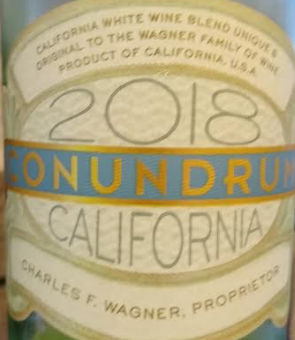 CALIFORNIA WHITE WINE BLEND UNIQUE &
ORIGINAL TO THE WAGNER FAMILY OF WINE
PRODUCT OF CALIFORNIA, U.S.A
2018
CONUNDRUM
CALIFORNIA
CHARLES F. WAGNER, PROPRIETOR